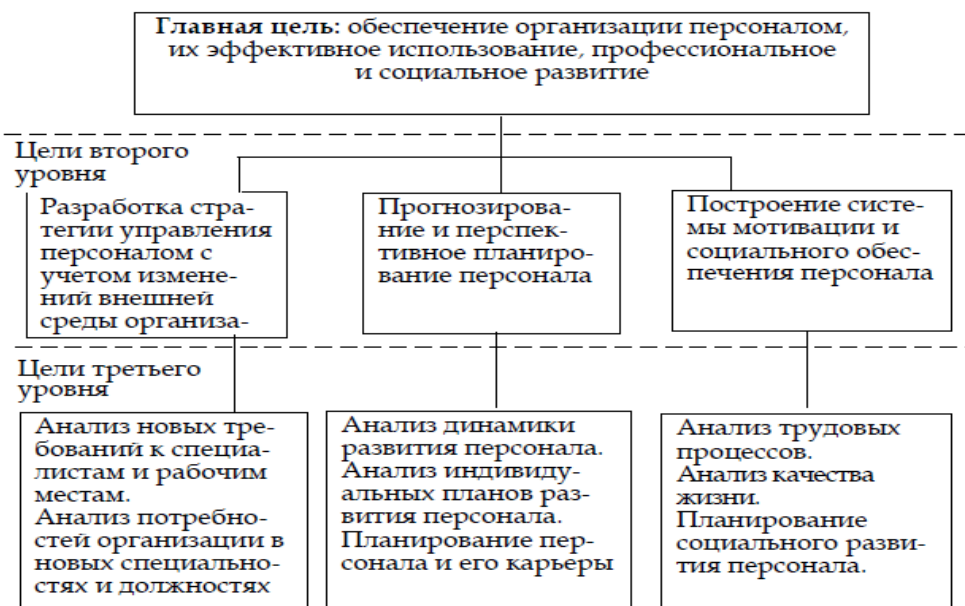 Главная цель: обеспечение организации персоналом,
их эффективное использование, профессиональное
и социальное развитие
Цели второго
уровня
Разработка стра-
тегии управления
персоналом с
учетом измене-
ний внешней
среды организа-
Прогнозирова-
ние и перспек-
тивное планиро-
вание персонала
Построение систе-
мы мотивации и
социального обес-
печения персонала
Цели третьего
уровня
Анализ новых тре-
бований к специа-
листам и рабочим
местам.
Анализ потребно-
стей организации в
новых специально-
стях и должностях
Анализ динамики
развития персонала.
Анализ индивиду-
альных планов раз-
вития персонала.
Планирование пер-
сонала и его карьеры
Анализ трудовых
процессов.
Анализ качества
жизни.
Планирование
социального разви-
тия персонала.